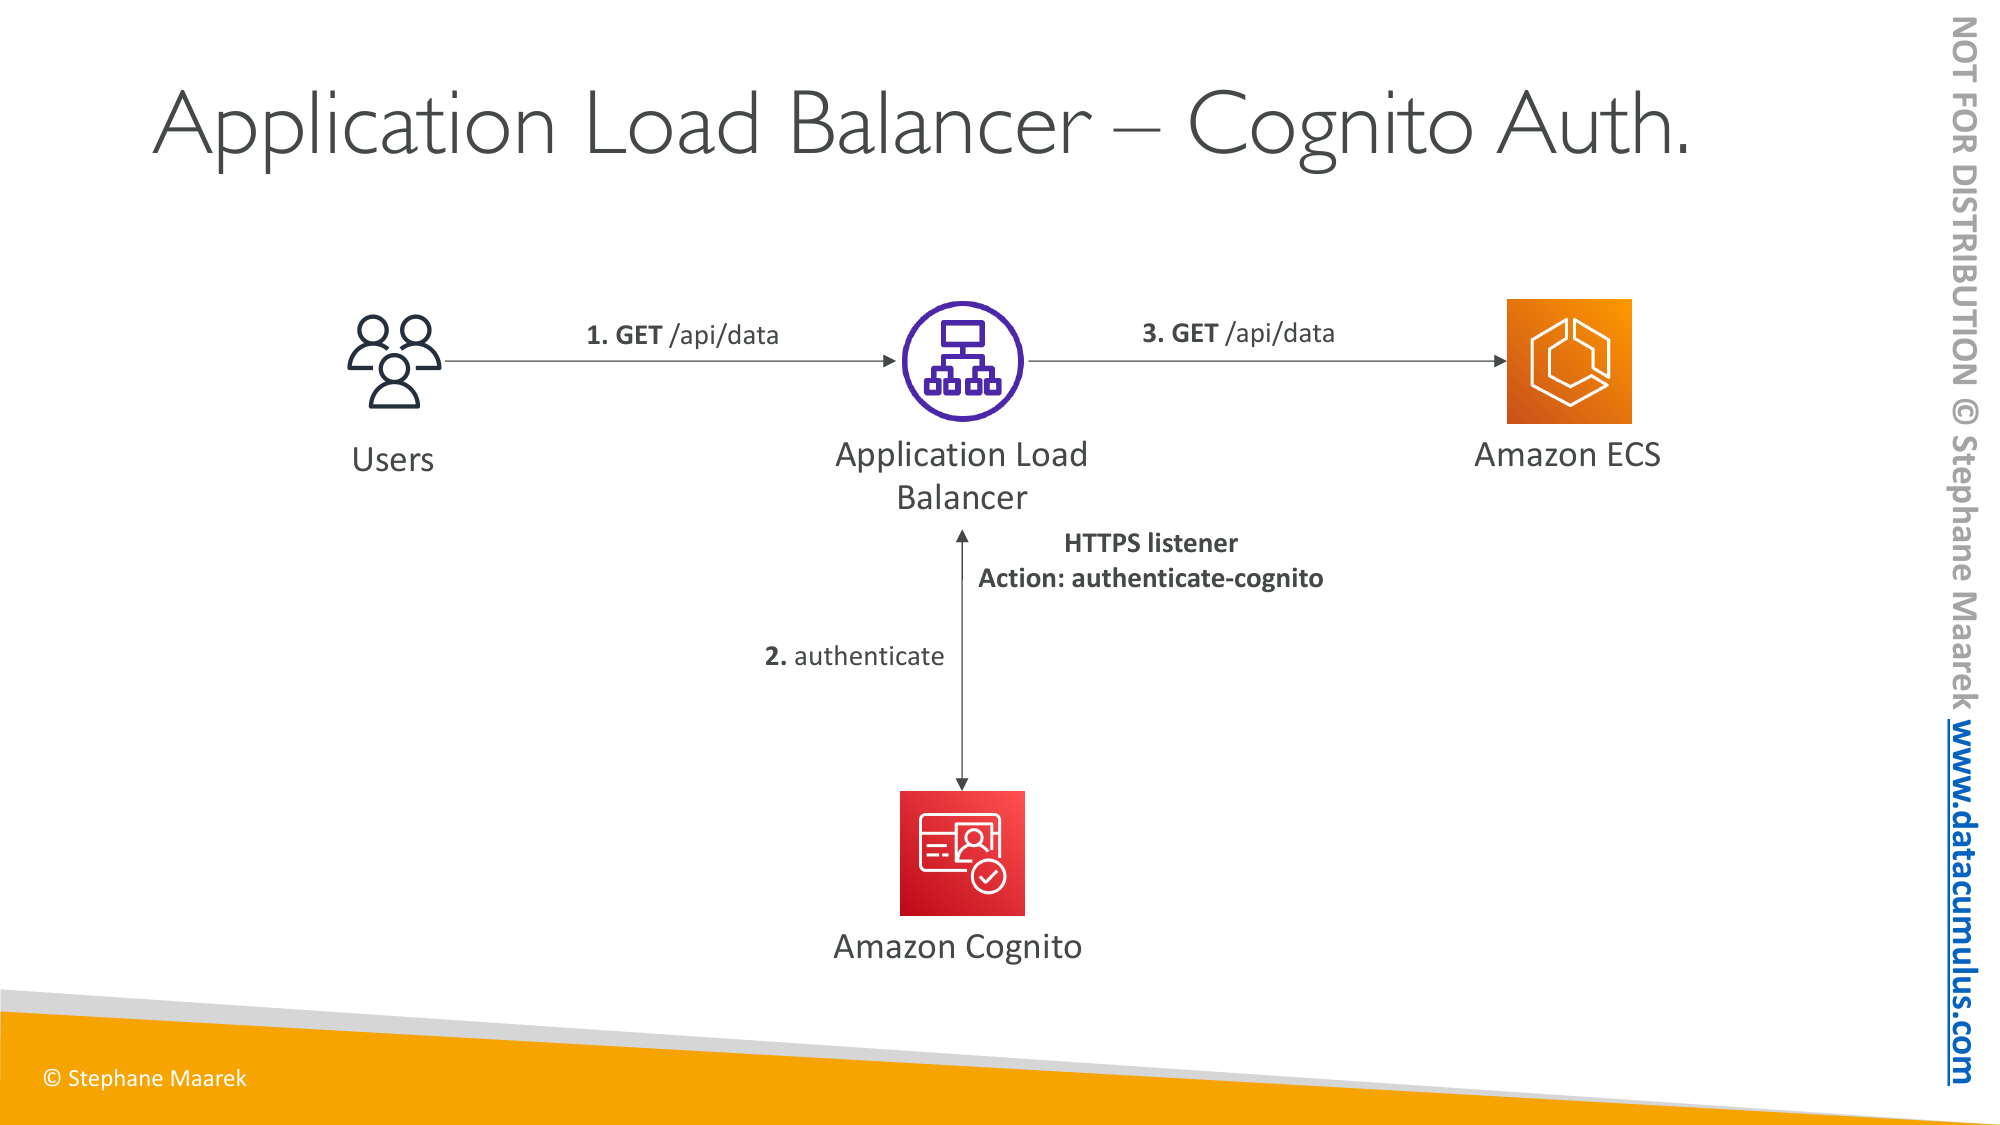 Application Load Balancer – Cognito Auth.
1. GET /api/data
3. GET /api/data
Users
Application Load
Balancer
Amazon ECS
HTTPS listener
Action: authenticate-cognito
2. authenticate
Amazon Cognito
© Stephane Maarek
NOT FOR DISTRIBUTION © Stephane Maarek www.datacumulus.com